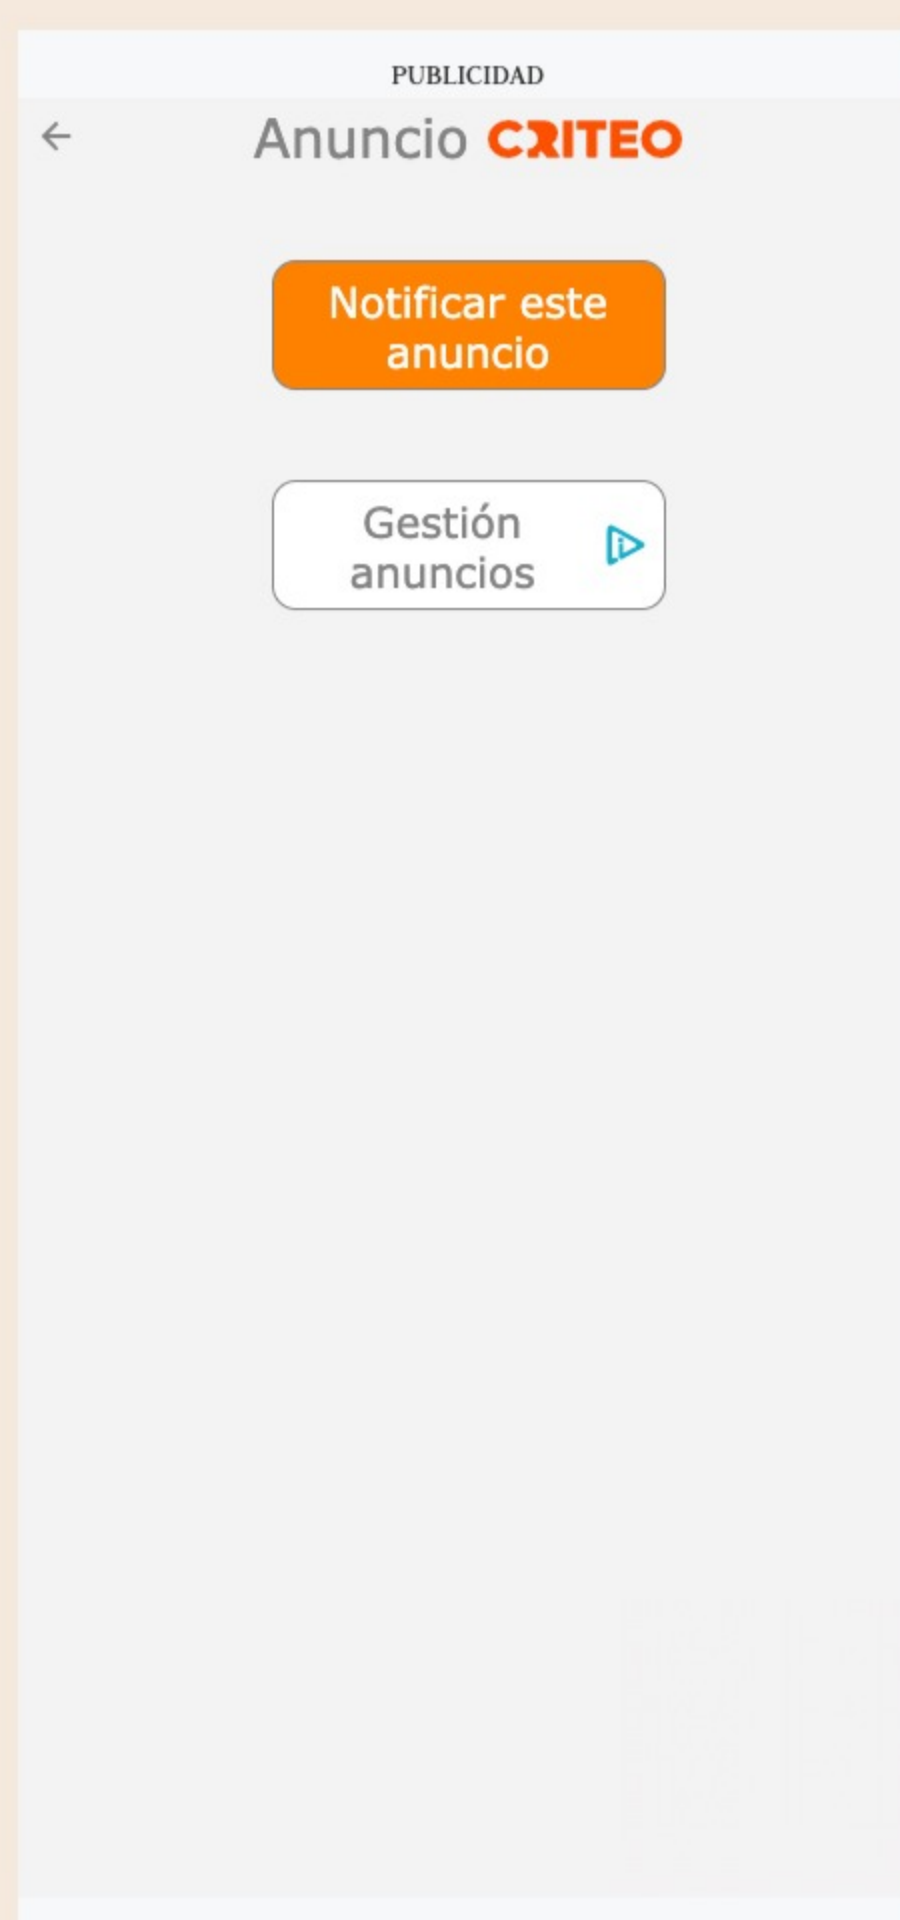 PUBLICIDAD
Anuncio CRITEO
Notificar este
anuncio
Gestión
anuncios